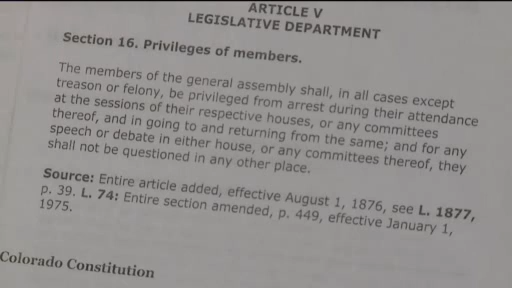 ARTICLE V
LEGISLATIVE DEPARTMENT
Section 16. Privileges of members.
The members of the general assembly shall, in all cases except
treason or felony, be privileged from arrest during their attendance
at the sessions of their respective houses, or any committees
thereof, and in going to and returning from the same; and for any
speech or debate in either house, or any committees thereof, they
shall not be questioned in any other place.
Source: Entire article added, effective August 1, 1876, see L. 1877,
p. 39. L. 74: Entire section amended, p. 449, effective January 1,
1975.
Colorado Constitution